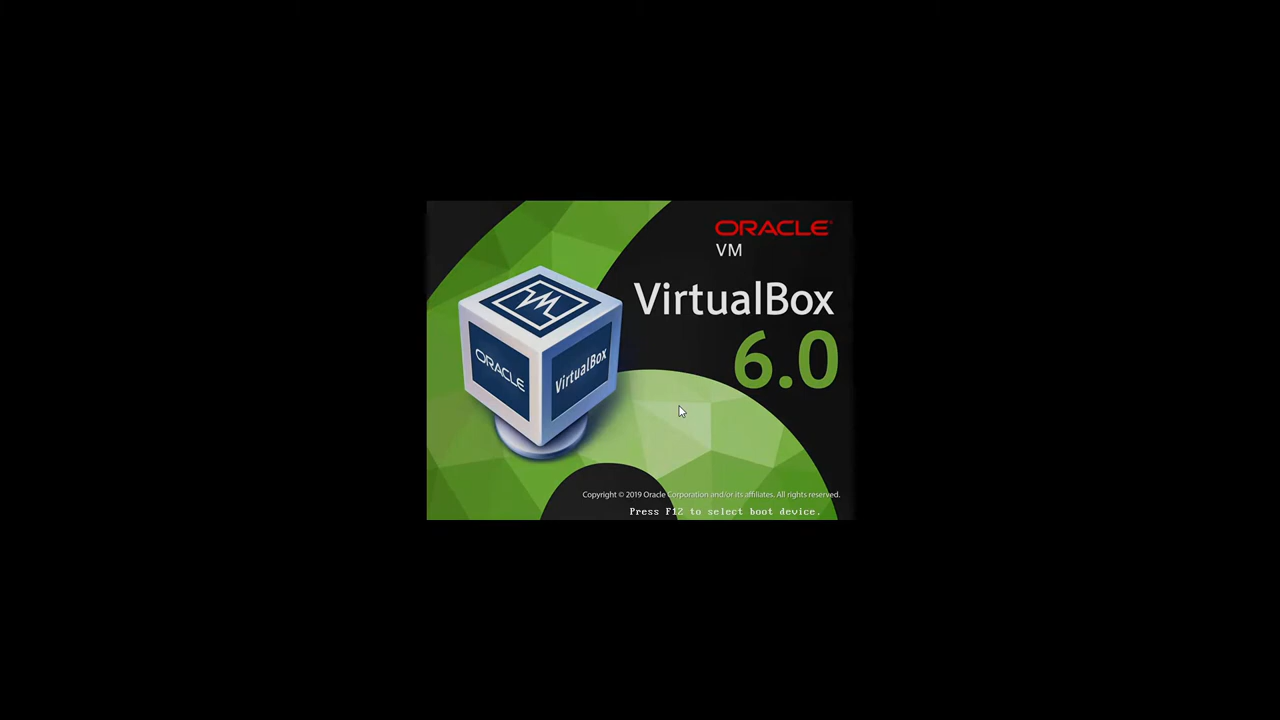 ORACLE®
VM
VirtualBox
6.0
ORACLE
VirtualBox
Copyright © 2019 Oracle Corporation and/or its affiliates. All rights reserved.
Press F12 to select boot device.